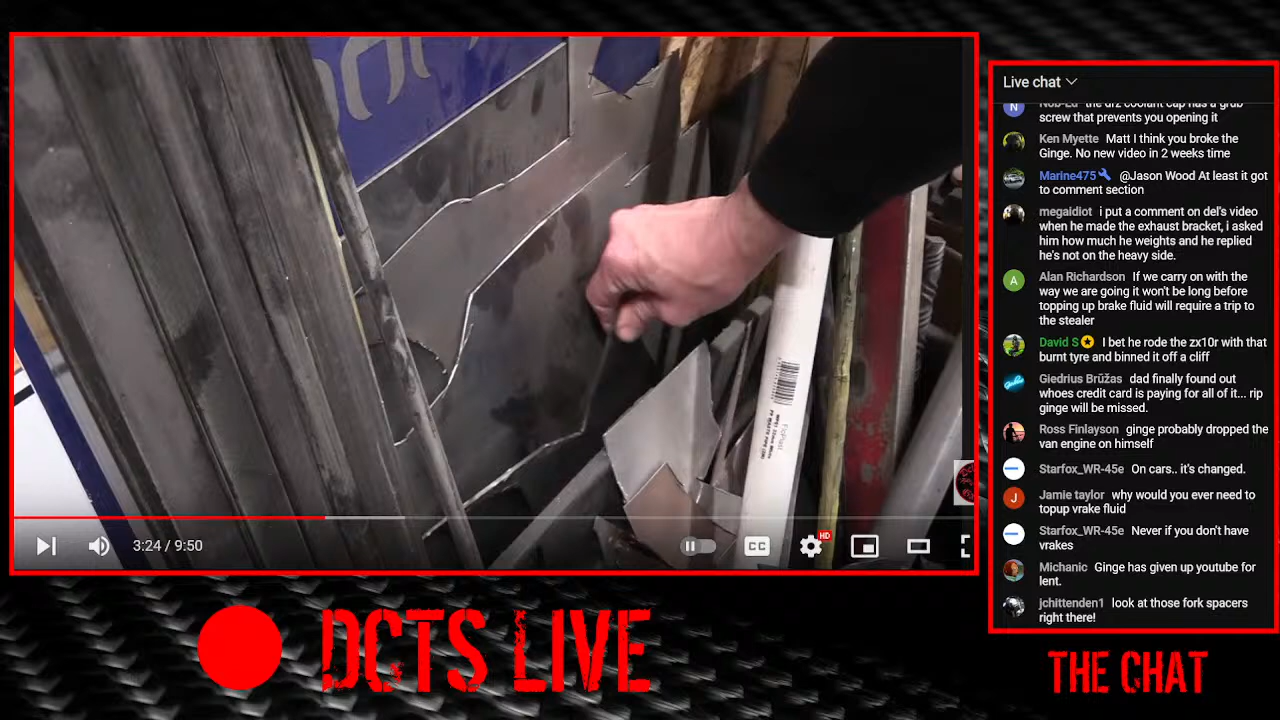 Live chat
Nob-Ed the drz coolant cap has a grub
screw that prevents you opening it
Ken Myette Matt I think you broke the
Ginge. No new video in 2 weeks time
Marine475 @Jason Wood At least it got
to comment section
megaidiot i put a comment on del's video
when he made the exhaust bracket, i asked
him how much he weights and he replied
he's not on the heavy side.
A
Alan Richardson If we carry on with the
way we are going it won't be long before
topping up brake fluid will require a trip to
the stealer
David S I bet he rode the zx10r with that
burnt tyre and binned it off a cliff
Giedrius Brūžas dad finally found out
whoes credit card is paying for all of it... rip
ginge will be missed.
Ross Finlayson ginge probably dropped the
van engine on himself
Starfox_WR-45e On cars.. it's changed.
J
Jamie taylor why would you ever need to
topup vrake fluid
Starfox_WR-45e Never if you don't have
vrakes
Michanic Ginge has given up youtube for
lent.
jchittenden1 look at those fork spacers
right there!
3:24 / 9:50
CC
HD
DCTS LIVE
THE CHAT